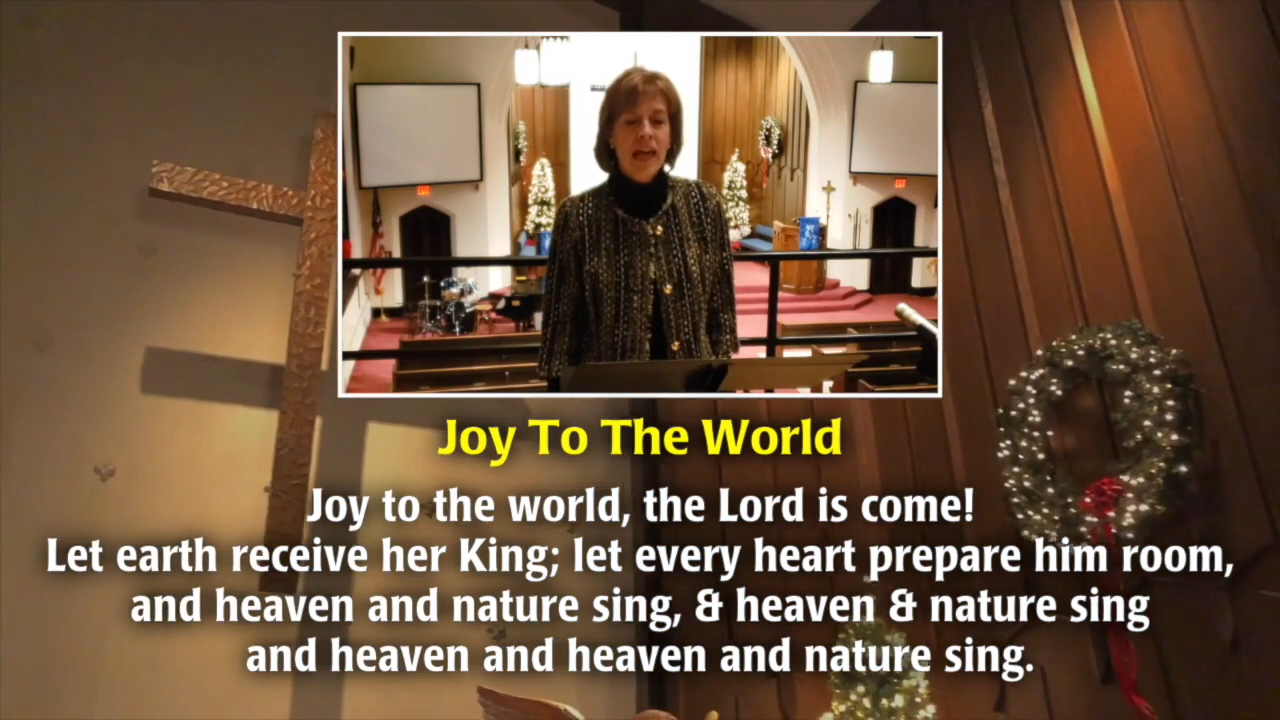 Joy To The World
Joy to the world, the Lord is come!
Let earth receive her King; let every heart prepare him room,
and heaven and nature sing, & heaven & nature sing
and heaven and heaven and nature sing.